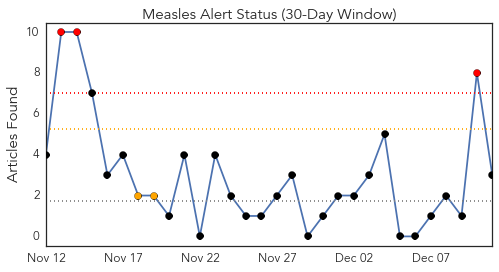 Measles Alert Status (30-Day Window)
Articles Found
10
8
6
4
2
0
Nov 12 Nov 17 Nov 22 Nov 27 Dec 02 Dec 07